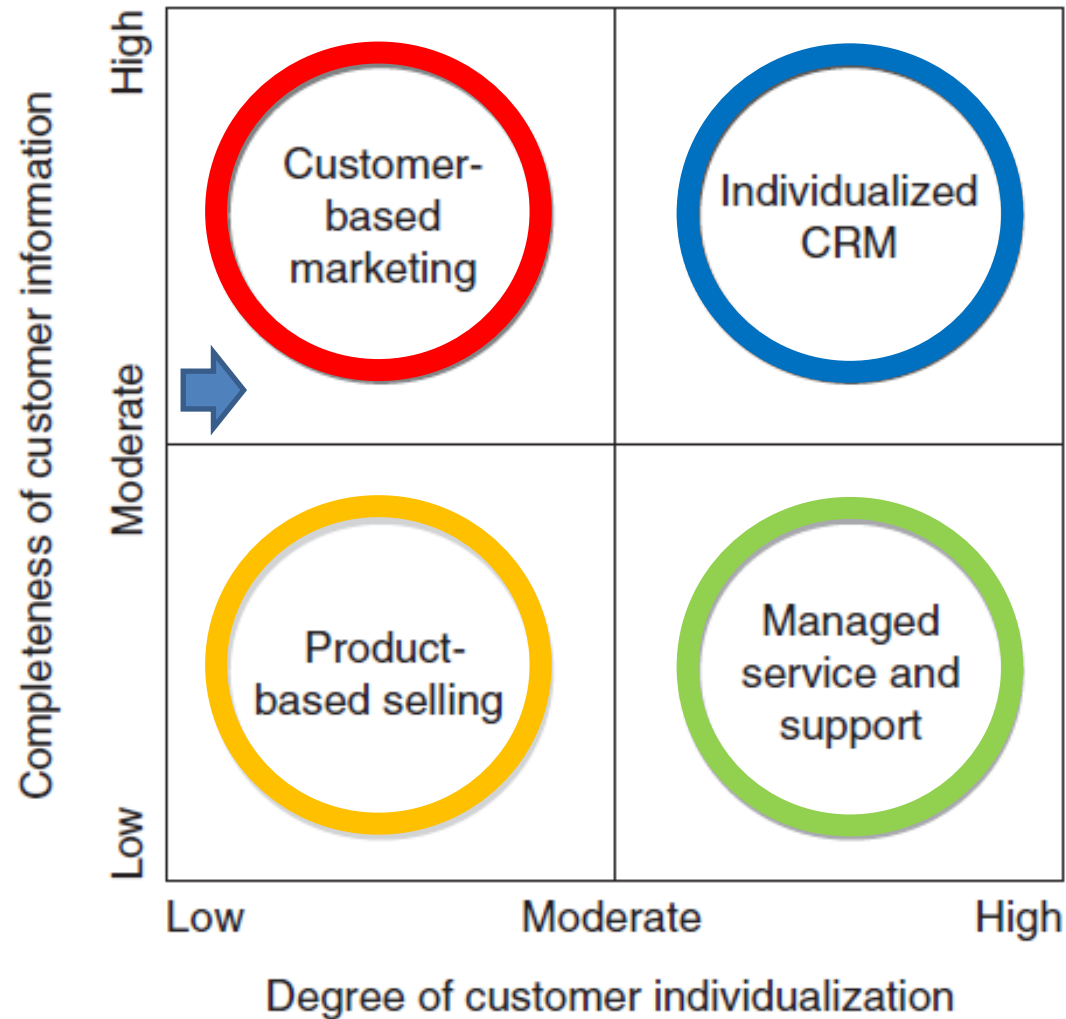 Completeness of customer information
High
Moderate
Low
Customer-
based
marketing
Individualized
CRM
Product-
based selling
Managed
service and
support
Low
Moderate
High
Degree of customer individualization